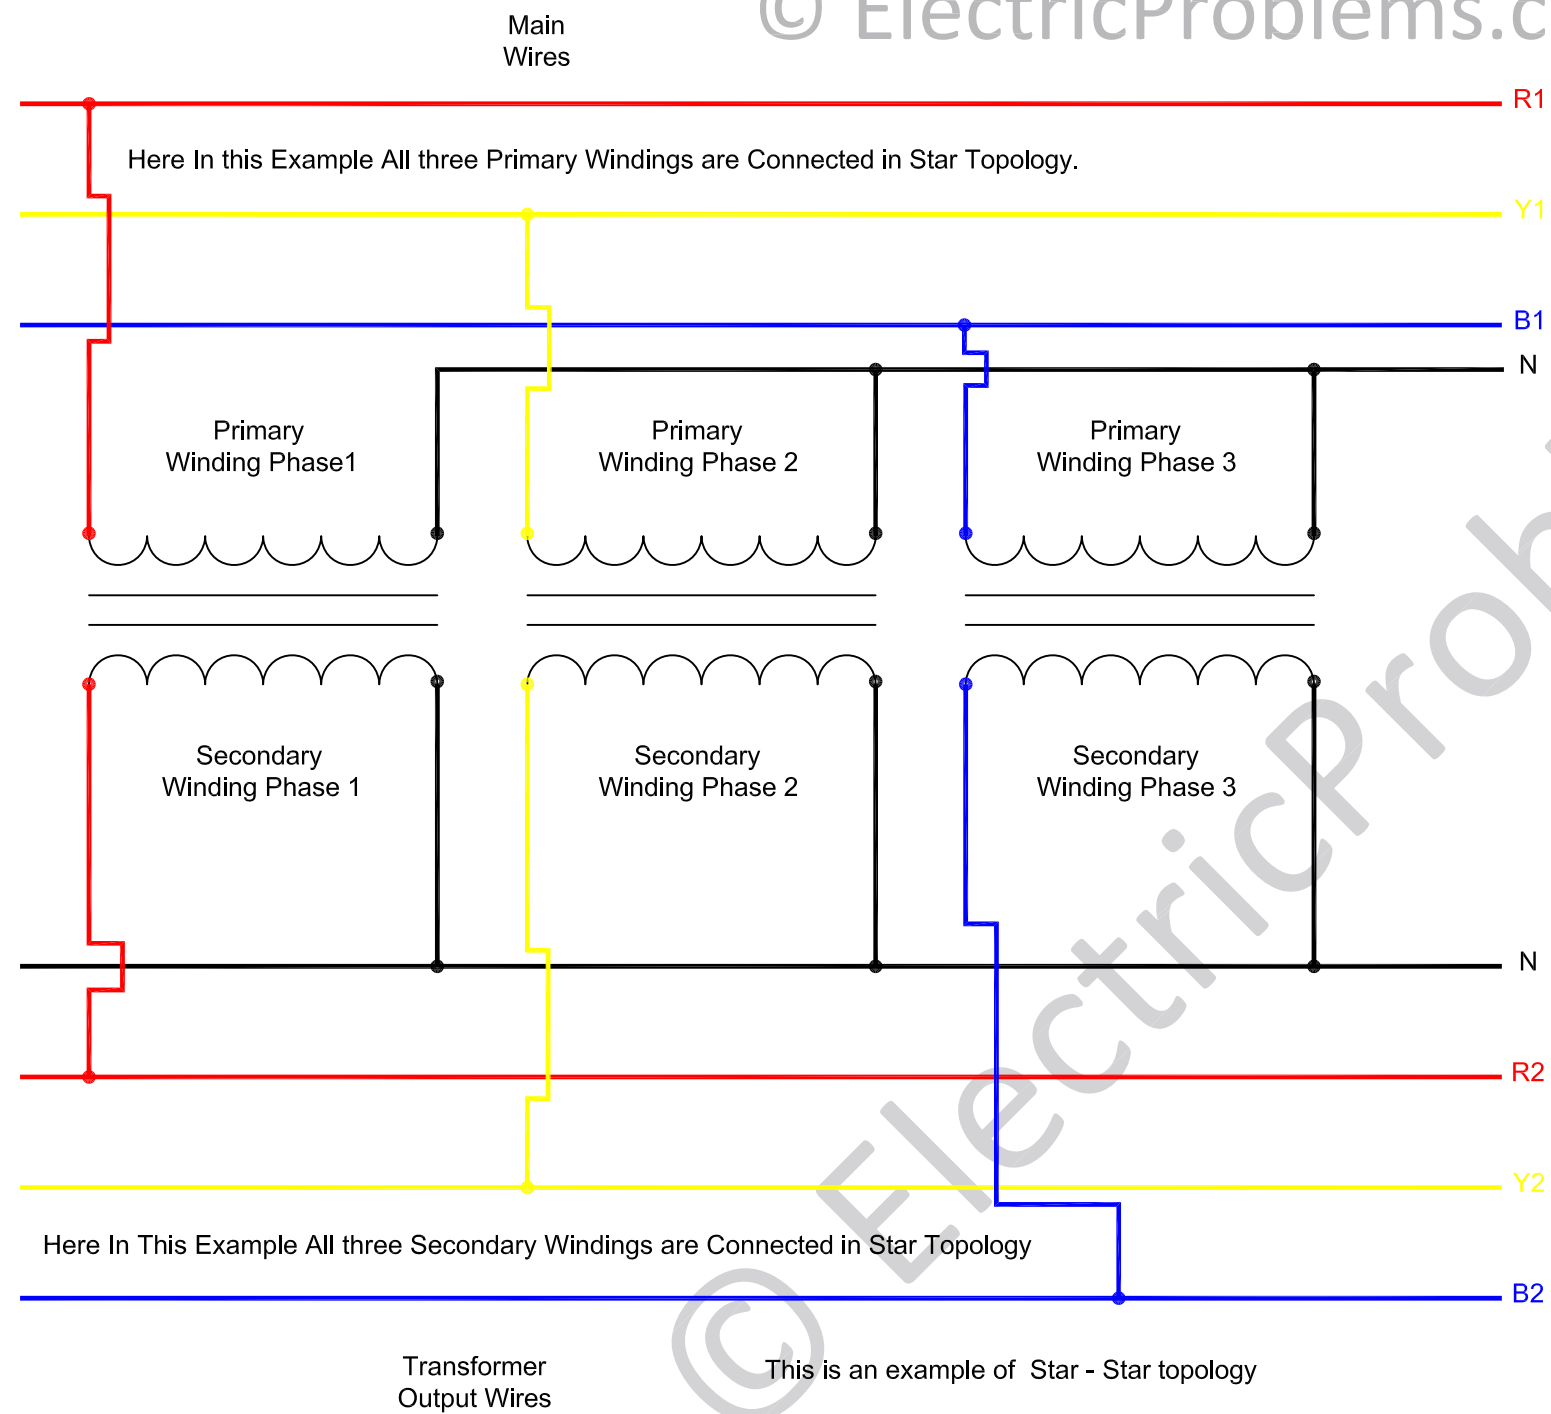 © ElectricProblems.c
Main
Wires
R1
Here In this Example All three Primary Windings are Connected in Star Topology.
Y1
B1
N
Primary
Winding Phase1
Primary
Winding Phase 2
Primary
Winding Phase 3
Secondary
Winding Phase 1
Secondary
Winding Phase 2
Secondary
Winding Phase 3
N
R2
Y2
Here In This Example All three Secondary Windings are Connected in Star Topology
B2
Transformer
Output Wires
This is an example of Star - Star topology
© ElectricProb